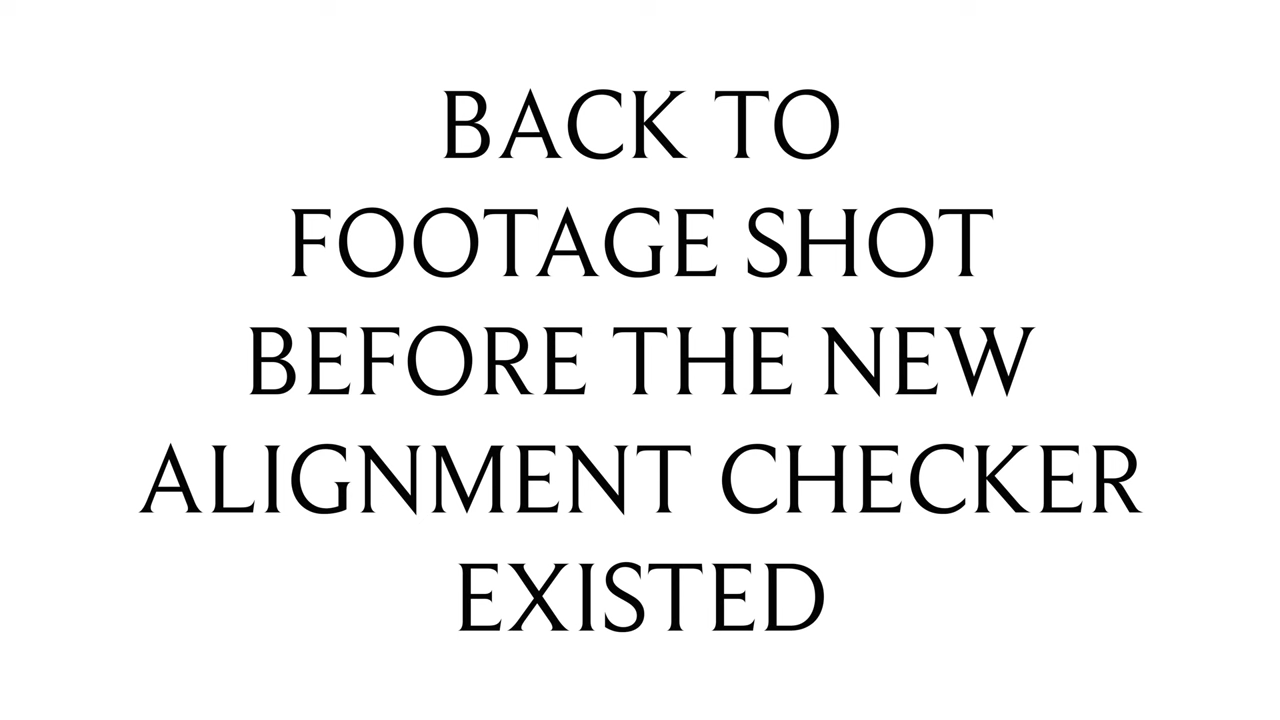 BACK TO
FOOTAGE SHOT
BEFORE THE NEW
ALIGNMENT CHECKER
EXISTED